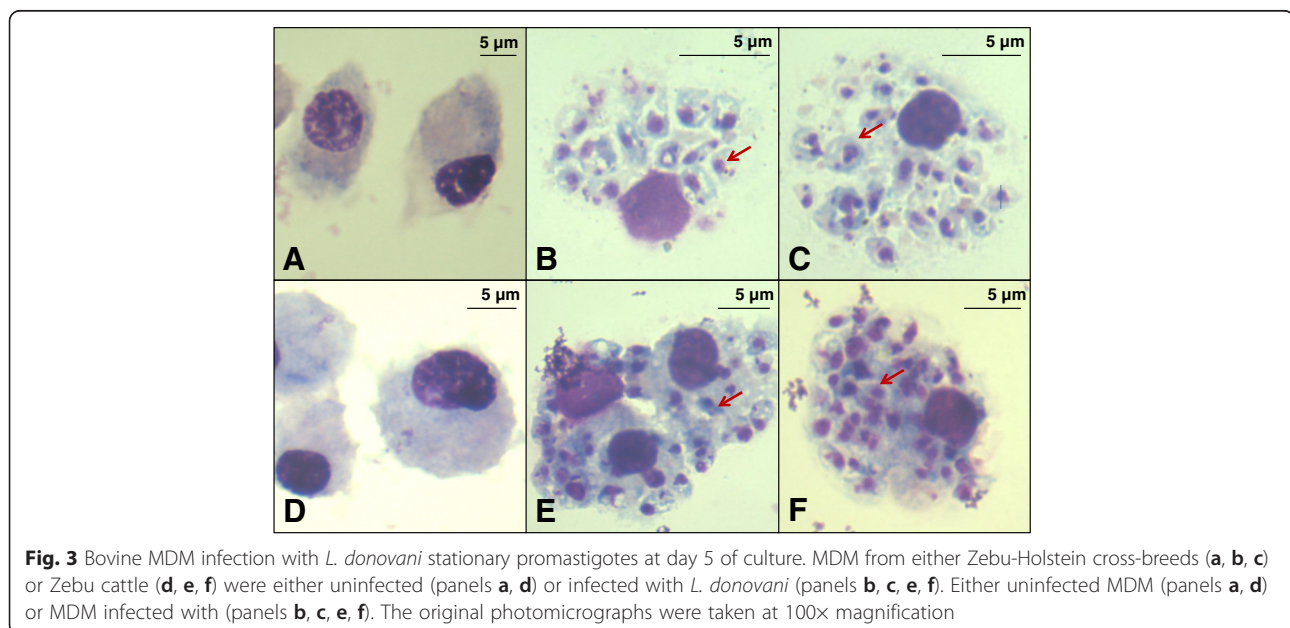 5 µm
5 µm
5 µm
A
B
C
5 µm
5 µm
5 µm
D
E
F
Fig. 3 Bovine MDM infection with L. donovani stationary promastigotes at day 5 of culture. MDM from either Zebu-Holstein cross-breeds (a, b, c)
or Zebu cattle (d, e, f) were either uninfected (panels a, d) or infected with L. donovani (panels b, c, e, f). Either uninfected MDM (panels a, d)
or MDM infected with (panels b, c, e, f). The original photomicrographs were taken at 100× magnification